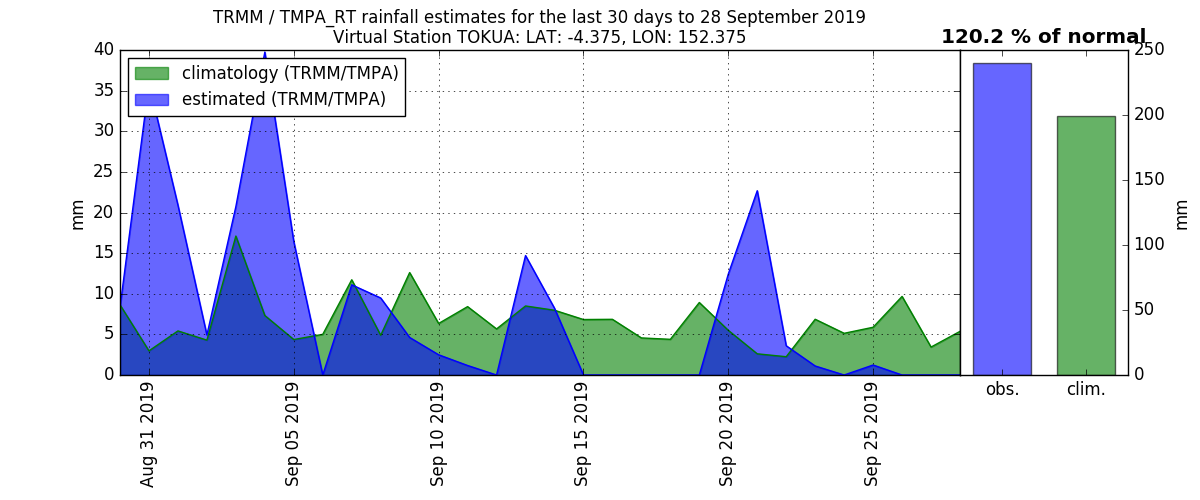 TRMM / TMPA_RT rainfall estimates for the last 30 days to 28 September 2019
Virtual Station TOKUA: LAT: -4.375, LON: 152.375
120.2 % of normal
climatology (TRMM/TMPA)
estimated (TRMM/TMPA)
40
35
30
25
20
15
10
5
0
mm
Aug 31 2019
Sep 05 2019
Sep 10 2019
Sep 15 2019
Sep 20 2019
Sep 25 2019
obs.
clim.
250
200
150
100
50
0
mm